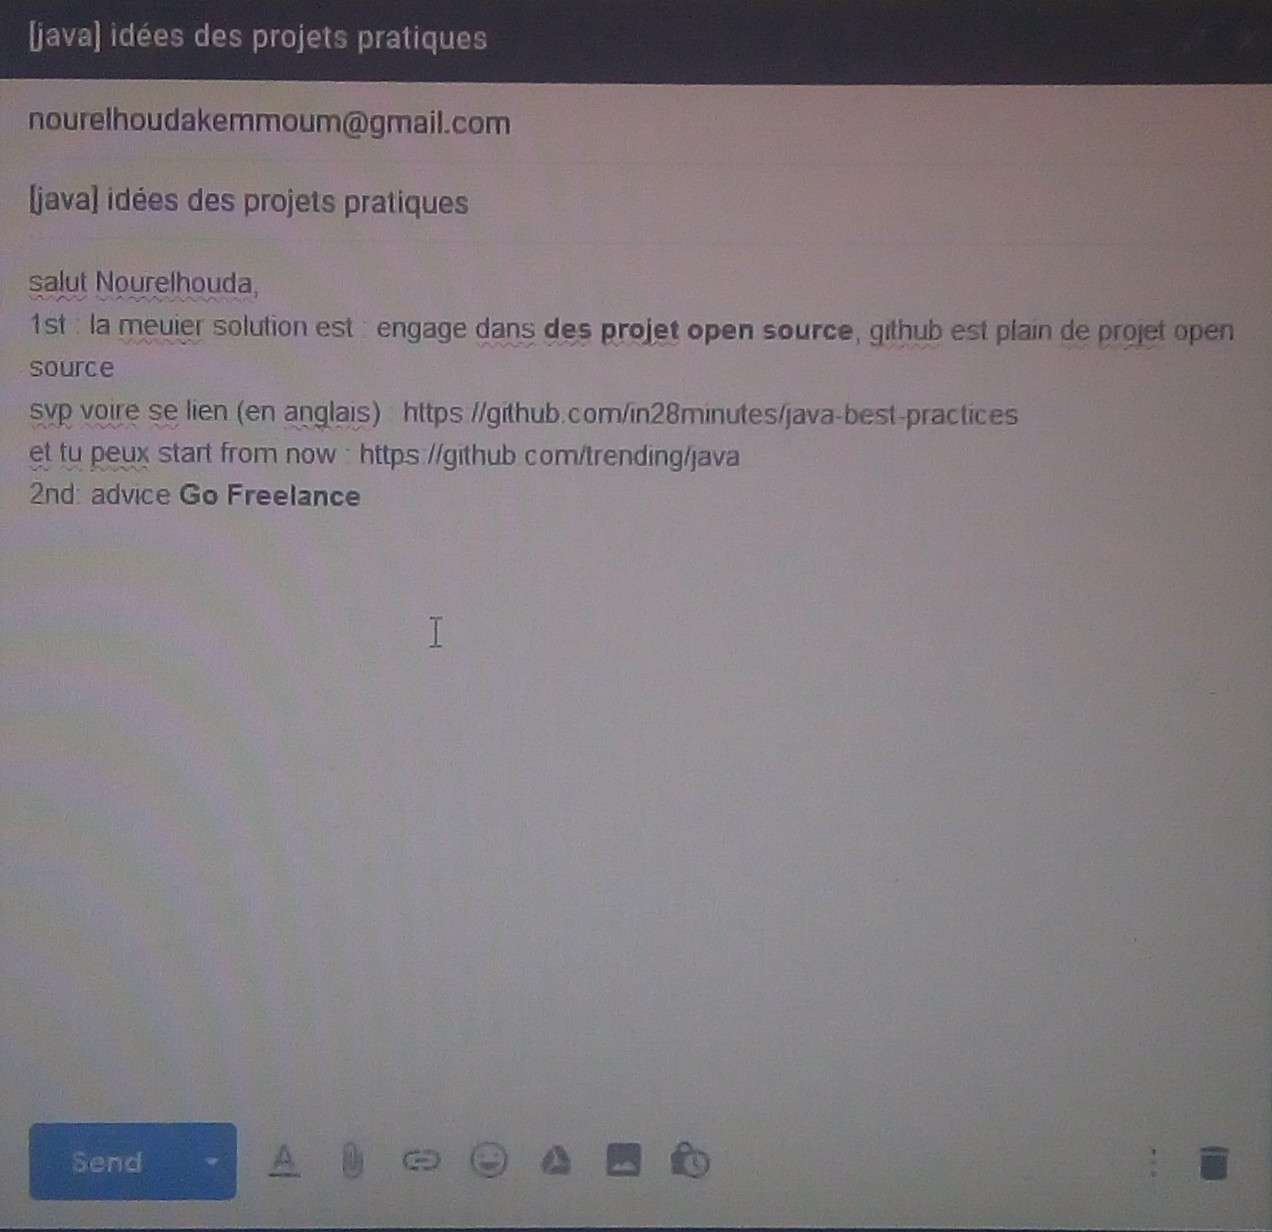 [java] idées des projets pratiques
nourelhoudakemmoum@gmail.com
[java] idées des projets pratiques
salut Nourelhouda,
1st : la meuier solution est : engage dans des projet open source, github est plain de projet open
source
svp voire se lien (en anglais) : https://github.com/in28minutes/java-best-practices
et tu peux start from now : https://github.com/trending/java
2nd: advice Go Freelance
Send